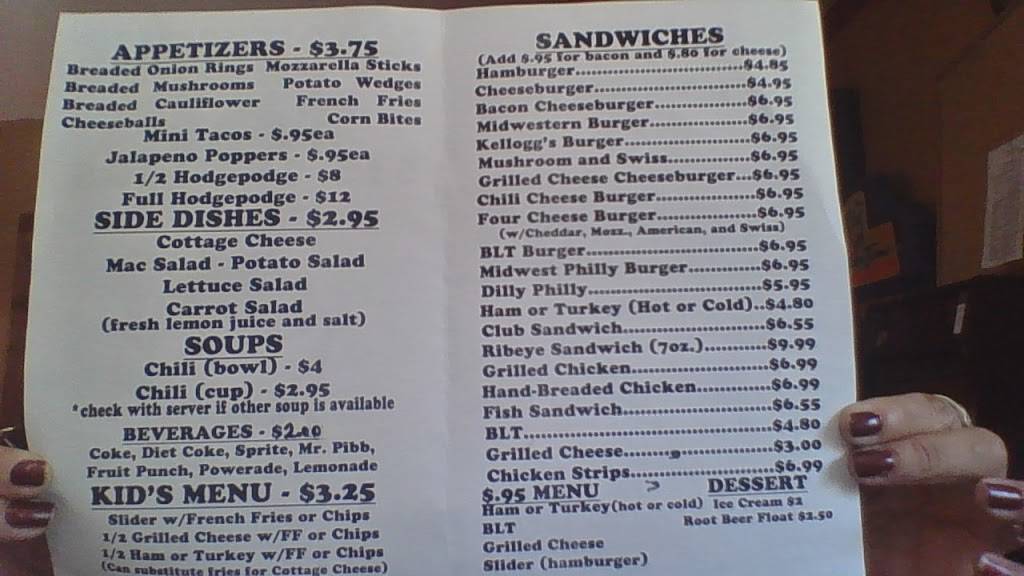 APPETIZERS - $3.75
Breaded Onion Rings Mozzarella Sticks
Breaded Mushrooms Potato Wedges
Breaded Cauliflower French Fries
Cheeseballs Corn Bites
Mini Tacos - $.95ea
Jalapeno Poppers - $.95ea
1/2 Hodgepodge - $8
Full Hodgepodge - $12
SIDE DISHES - $2.95
Cottage Cheese
Mac Salad - Potato Salad
Lettuce Salad
Carrot Salad
(fresh lemon juice and salt)
SOUPS
Chili (bowl) - $4
Chili (cup) - $2.95
*check with server if other soup is available
BEVERAGES -
Coke, Diet Coke, Sprite, Mr. Pibb,
Fruit Punch, Powerade, Lemonade
KID'S MENU - $3.25
Slider w/French Fries or Chips
1/2 Grilled Cheese w/FF or Chips
1/2 Ham or Turkey w/FF or Chips
(Can substitute fries for Cottage Cheese)
SANDWICHES
(Add $.95 for bacon and $.80 for cheese)
Hamburger..............................$4.85
Cheeseburger...........................$4.95
Bacon Cheeseburger.................$6.95
Midwestern Burger..................$6.95
Kellogg's Burger......................$6.95
Mushroom and Swiss................$6.95
Grilled Cheese Cheeseburger...$6.95
Chili Cheese Burger.................$6.95
Four Cheese Burger.................$6.95
(w/Cheddar, Mozz., American, and Swiss)
BLT Burger..............................$6.95
Midwest Philly Burger.............$6.95
Dilly Philly..............................$5.95
Ham or Turkey (Hot or Cold)..$4.80
Club Sandwich.........................$6.55
Ribeye Sandwich (7oz.)...........$9.99
Grilled Chicken........................$6.99
Hand-Breaded Chicken............$6.99
Fish Sandwich..........................$6.55
BLT..........................................$4.80
Grilled Cheese..........................$3.00
Chicken Strips.........................$6.99
$.95 MENU
Ham or Turkey(hot or cold)
BLT
Grilled Cheese
Slider (hamburger)
DESSERT
Ice Cream $2
Root Beer Float $2.50